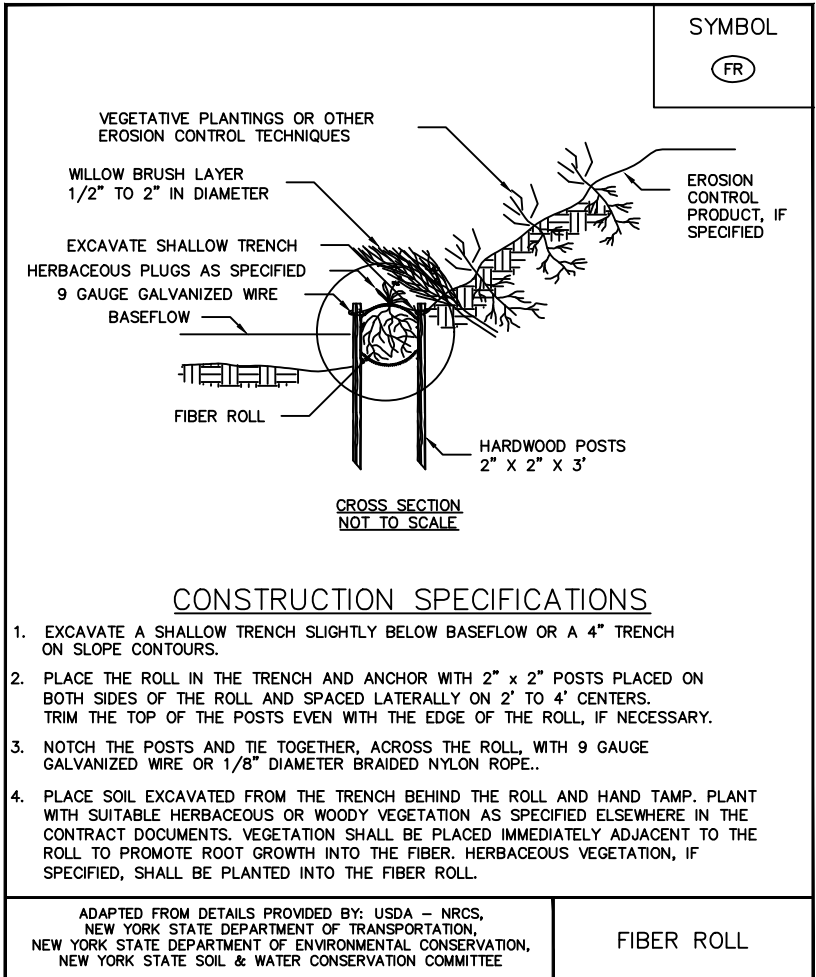 SYMBOL
FR
VEGETATIVE PLANTINGS OR OTHER
EROSION CONTROL TECHNIQUES
WILLOW BRUSH LAYER
1/2" TO 2" IN DIAMETER
EROSION
CONTROL
PRODUCT, IF
SPECIFIED
EXCAVATE SHALLOW TRENCH
HERBACEOUS PLUGS AS SPECIFIED
9 GAUGE GALVANIZED WIRE
BASEFLOW
FIBER ROLL
HARDWOOD POSTS
2" X 2" X 3'
CROSS SECTION
NOT TO SCALE
CONSTRUCTION SPECIFICATIONS
1. EXCAVATE A SHALLOW TRENCH SLIGHTLY BELOW BASEFLOW OR A 4" TRENCH
ON SLOPE CONTOURS.
2. PLACE THE ROLL IN THE TRENCH AND ANCHOR WITH 2" x 2" POSTS PLACED ON
BOTH SIDES OF THE ROLL AND SPACED LATERALLY ON 2' TO 4' CENTERS.
TRIM THE TOP OF THE POSTS EVEN WITH THE EDGE OF THE ROLL, IF NECESSARY.
3. NOTCH THE POSTS AND TIE TOGETHER, ACROSS THE ROLL, WITH 9 GAUGE
GALVANIZED WIRE OR 1/8" DIAMETER BRAIDED NYLON ROPE..
4. PLACE SOIL EXCAVATED FROM THE TRENCH BEHIND THE ROLL AND HAND TAMP. PLANT
WITH SUITABLE HERBACEOUS OR WOODY VEGETATION AS SPECIFIED ELSEWHERE IN THE
CONTRACT DOCUMENTS. VEGETATION SHALL BE PLACED IMMEDIATELY ADJACENT TO THE
ROLL TO PROMOTE ROOT GROWTH INTO THE FIBER. HERBACEOUS VEGETATION, IF
SPECIFIED, SHALL BE PLANTED INTO THE FIBER ROLL.
ADAPTED FROM DETAILS PROVIDED BY: USDA – NRCS,
NEW YORK STATE DEPARTMENT OF TRANSPORTATION,
NEW YORK STATE DEPARTMENT OF ENVIRONMENTAL CONSERVATION,
NEW YORK STATE SOIL & WATER CONSERVATION COMMITTEE
FIBER ROLL